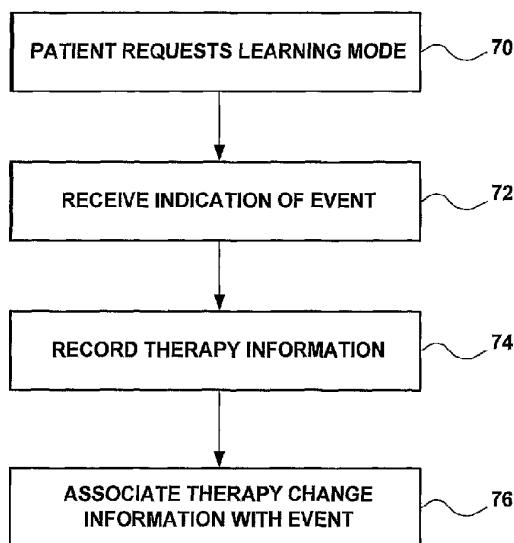 PATIENT REQUESTS LEARNING MODE
70
RECEIVE INDICATION OF EVENT
72
RECORD THERAPY INFORMATION
74
ASSOCIATE THERAPY CHANGE
INFORMATION WITH EVENT
76